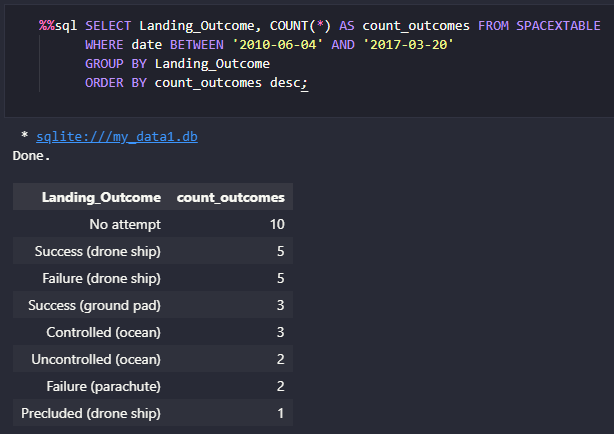 %%sql SELECT Landing_Outcome, COUNT(*) AS count_outcomes FROM SPACEXTABLE
WHERE date BETWEEN '2010-06-04' AND '2017-03-20'
GROUP BY Landing_Outcome
ORDER BY count_outcomes desc;
* sqlite:///my_data1.db
Done.
Landing_Outcome count_outcomes
No attempt 10
Success (drone ship) 5
Failure (drone ship) 5
Success (ground pad) 3
Controlled (ocean) 3
Uncontrolled (ocean) 2
Failure (parachute) 2
Precluded (drone ship) 1